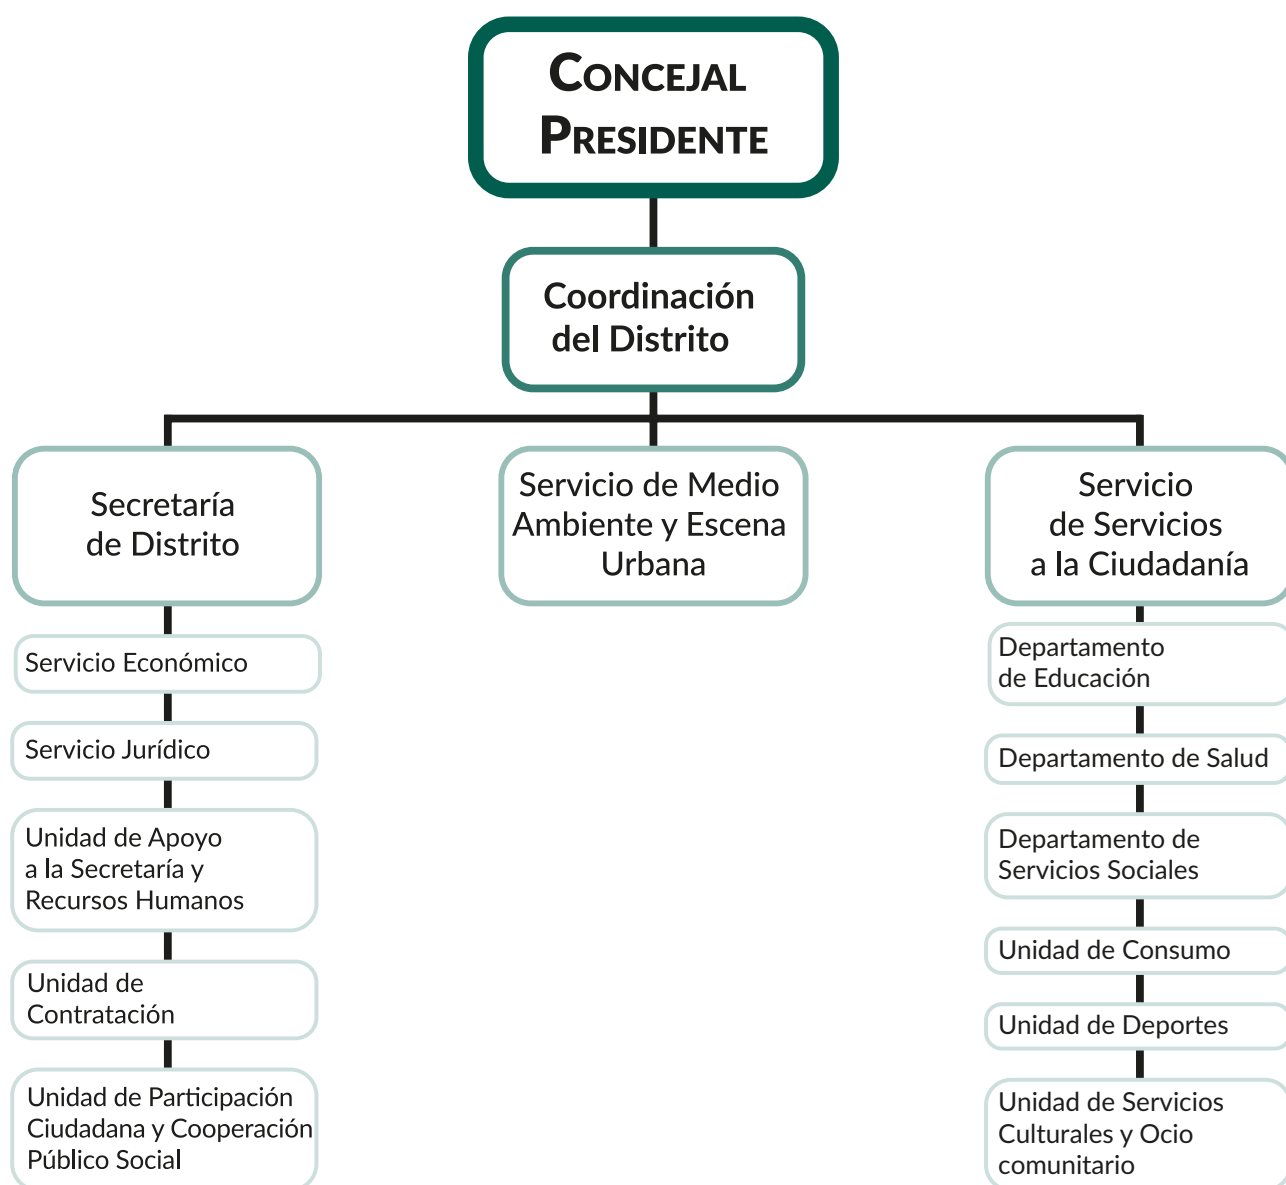 CONCEJAL
PRESIDENTE
Coordinación
del Distrito
Secretaría
de Distrito
Servicio Económico
Servicio Jurídico
Unidad de Apoyo
a la Secretaría y
Recursos Humanos
Unidad de
Contratación
Unidad de Participación
Ciudadana y Cooperación
Público Social
Servicio de Medio
Ambiente y Escena
Urbana
Servicio
de Servicios
a la Ciudadanía
Departamento
de Educación
Departamento de Salud
Departamento de
Servicios Sociales
Unidad de Consumo
Unidad de Deportes
Unidad de Servicios
Culturales y Ocio
comunitario